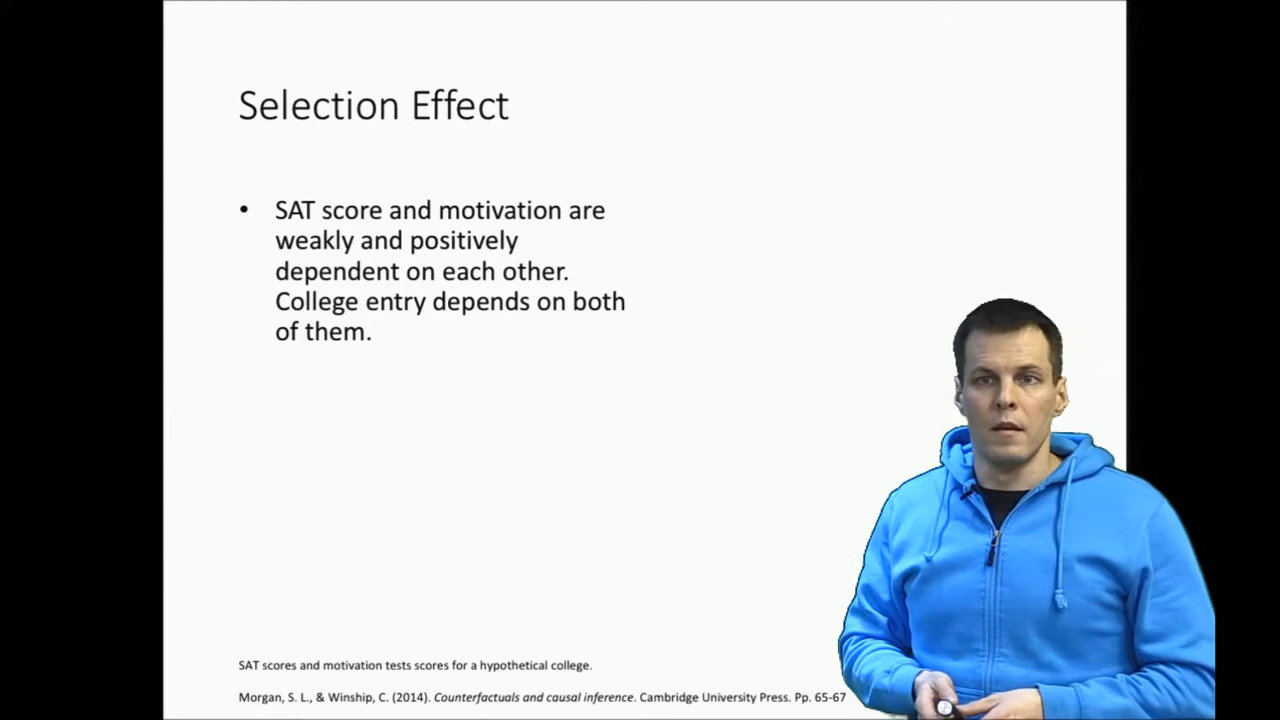 Selection Effect
• SAT score and motivation are
weakly and positively
dependent on each other.
College entry depends on both
of them.
SAT scores and motivation tests scores for a hypothetical college.
Morgan, S. L., & Winship, C. (2014). Counterfactuals and causal inference. Cambridge University Press. Pp. 65-67